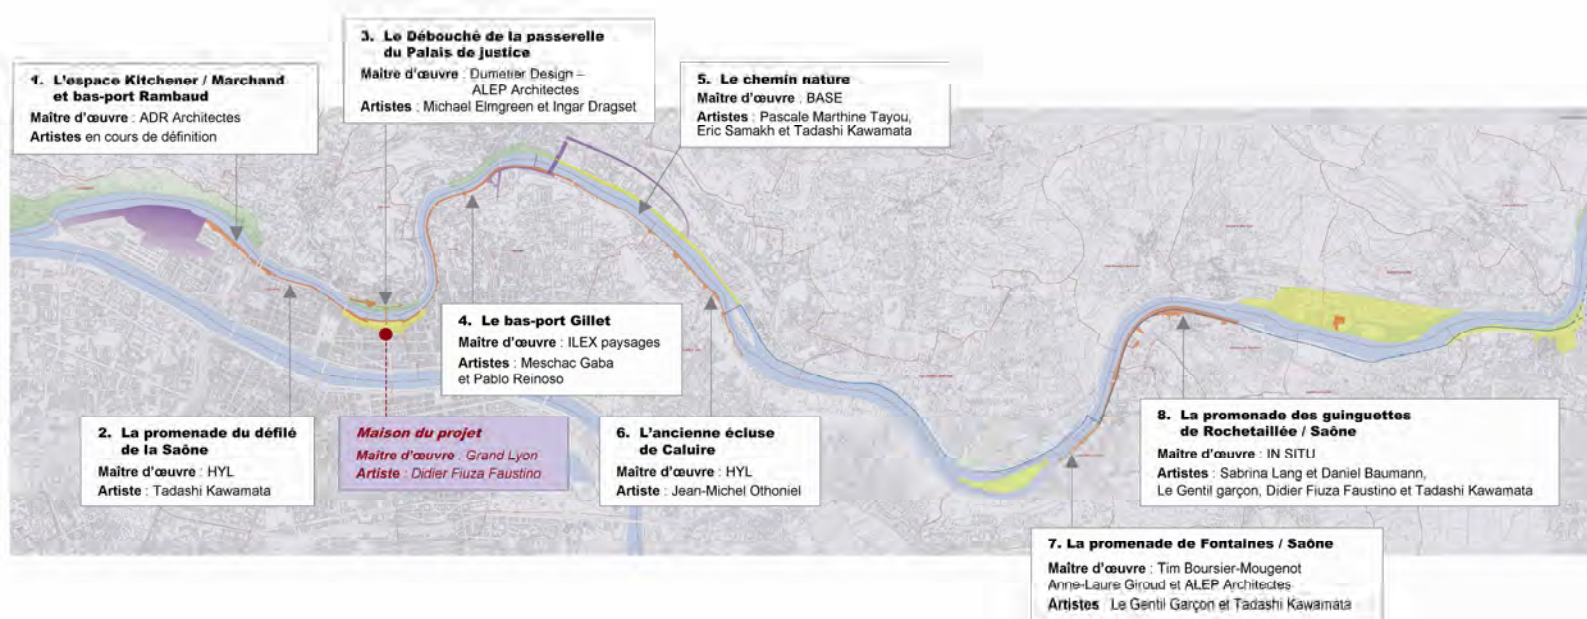 1. L'espace Kitchener / Marchand
et bas-port Rambaud
Maître d'œuvre : ADR Architectes
Artistes en cours de définition
3. Le Débouché de la passerelle
du Palais de justice
Maître d'œuvre : Dumetier Design –
ALEP Architectes
Artistes : Michael Elmgreen et Ingar Dragset
5. Le chemin nature
Maître d'œuvre : BASE
Artistes : Pascale Marthine Tayou,
Eric Samakh et Tadashi Kawamata
4. Le bas-port Gillet
Maître d'œuvre : ILEX paysages
Artistes : Meschac Gaba
et Pablo Reinoso
2. La promenade du défilé
de la Saône
Maître d'œuvre : HYL
Artiste : Tadashi Kawamata
Maison du projet
Maître d'œuvre : Grand Lyon
Artiste : Didier Fiuza Faustino
6. L'ancienne écluse
de Caluire
Maître d'œuvre : HYL
Artiste : Jean-Michel Othoniel
8. La promenade des guinguettes
de Rochetaillée / Saône
Maître d'œuvre : IN SITU
Artistes : Sabrina Lang et Daniel Baumann,
Le Gentil garçon, Didier Fiuza Faustino et Tadashi Kawamata
7. La promenade de Fontaines / Saône
Maître d'œuvre : Tim Boursier-Mougenot
Anne-Laure Giroud et ALEP Architectes
Artistes Le Gentil Garçon et Tadashi Kawamata